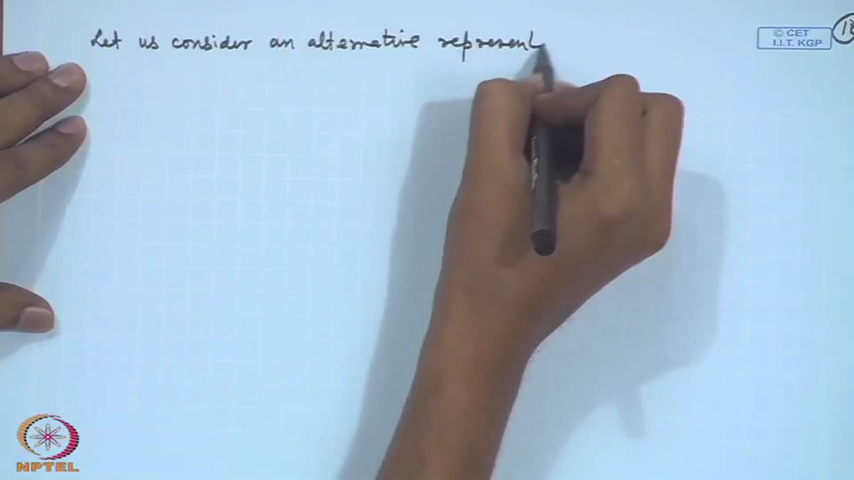 Let us consider an alternative represent
© CET
I.I.T. KGP
NPTEL